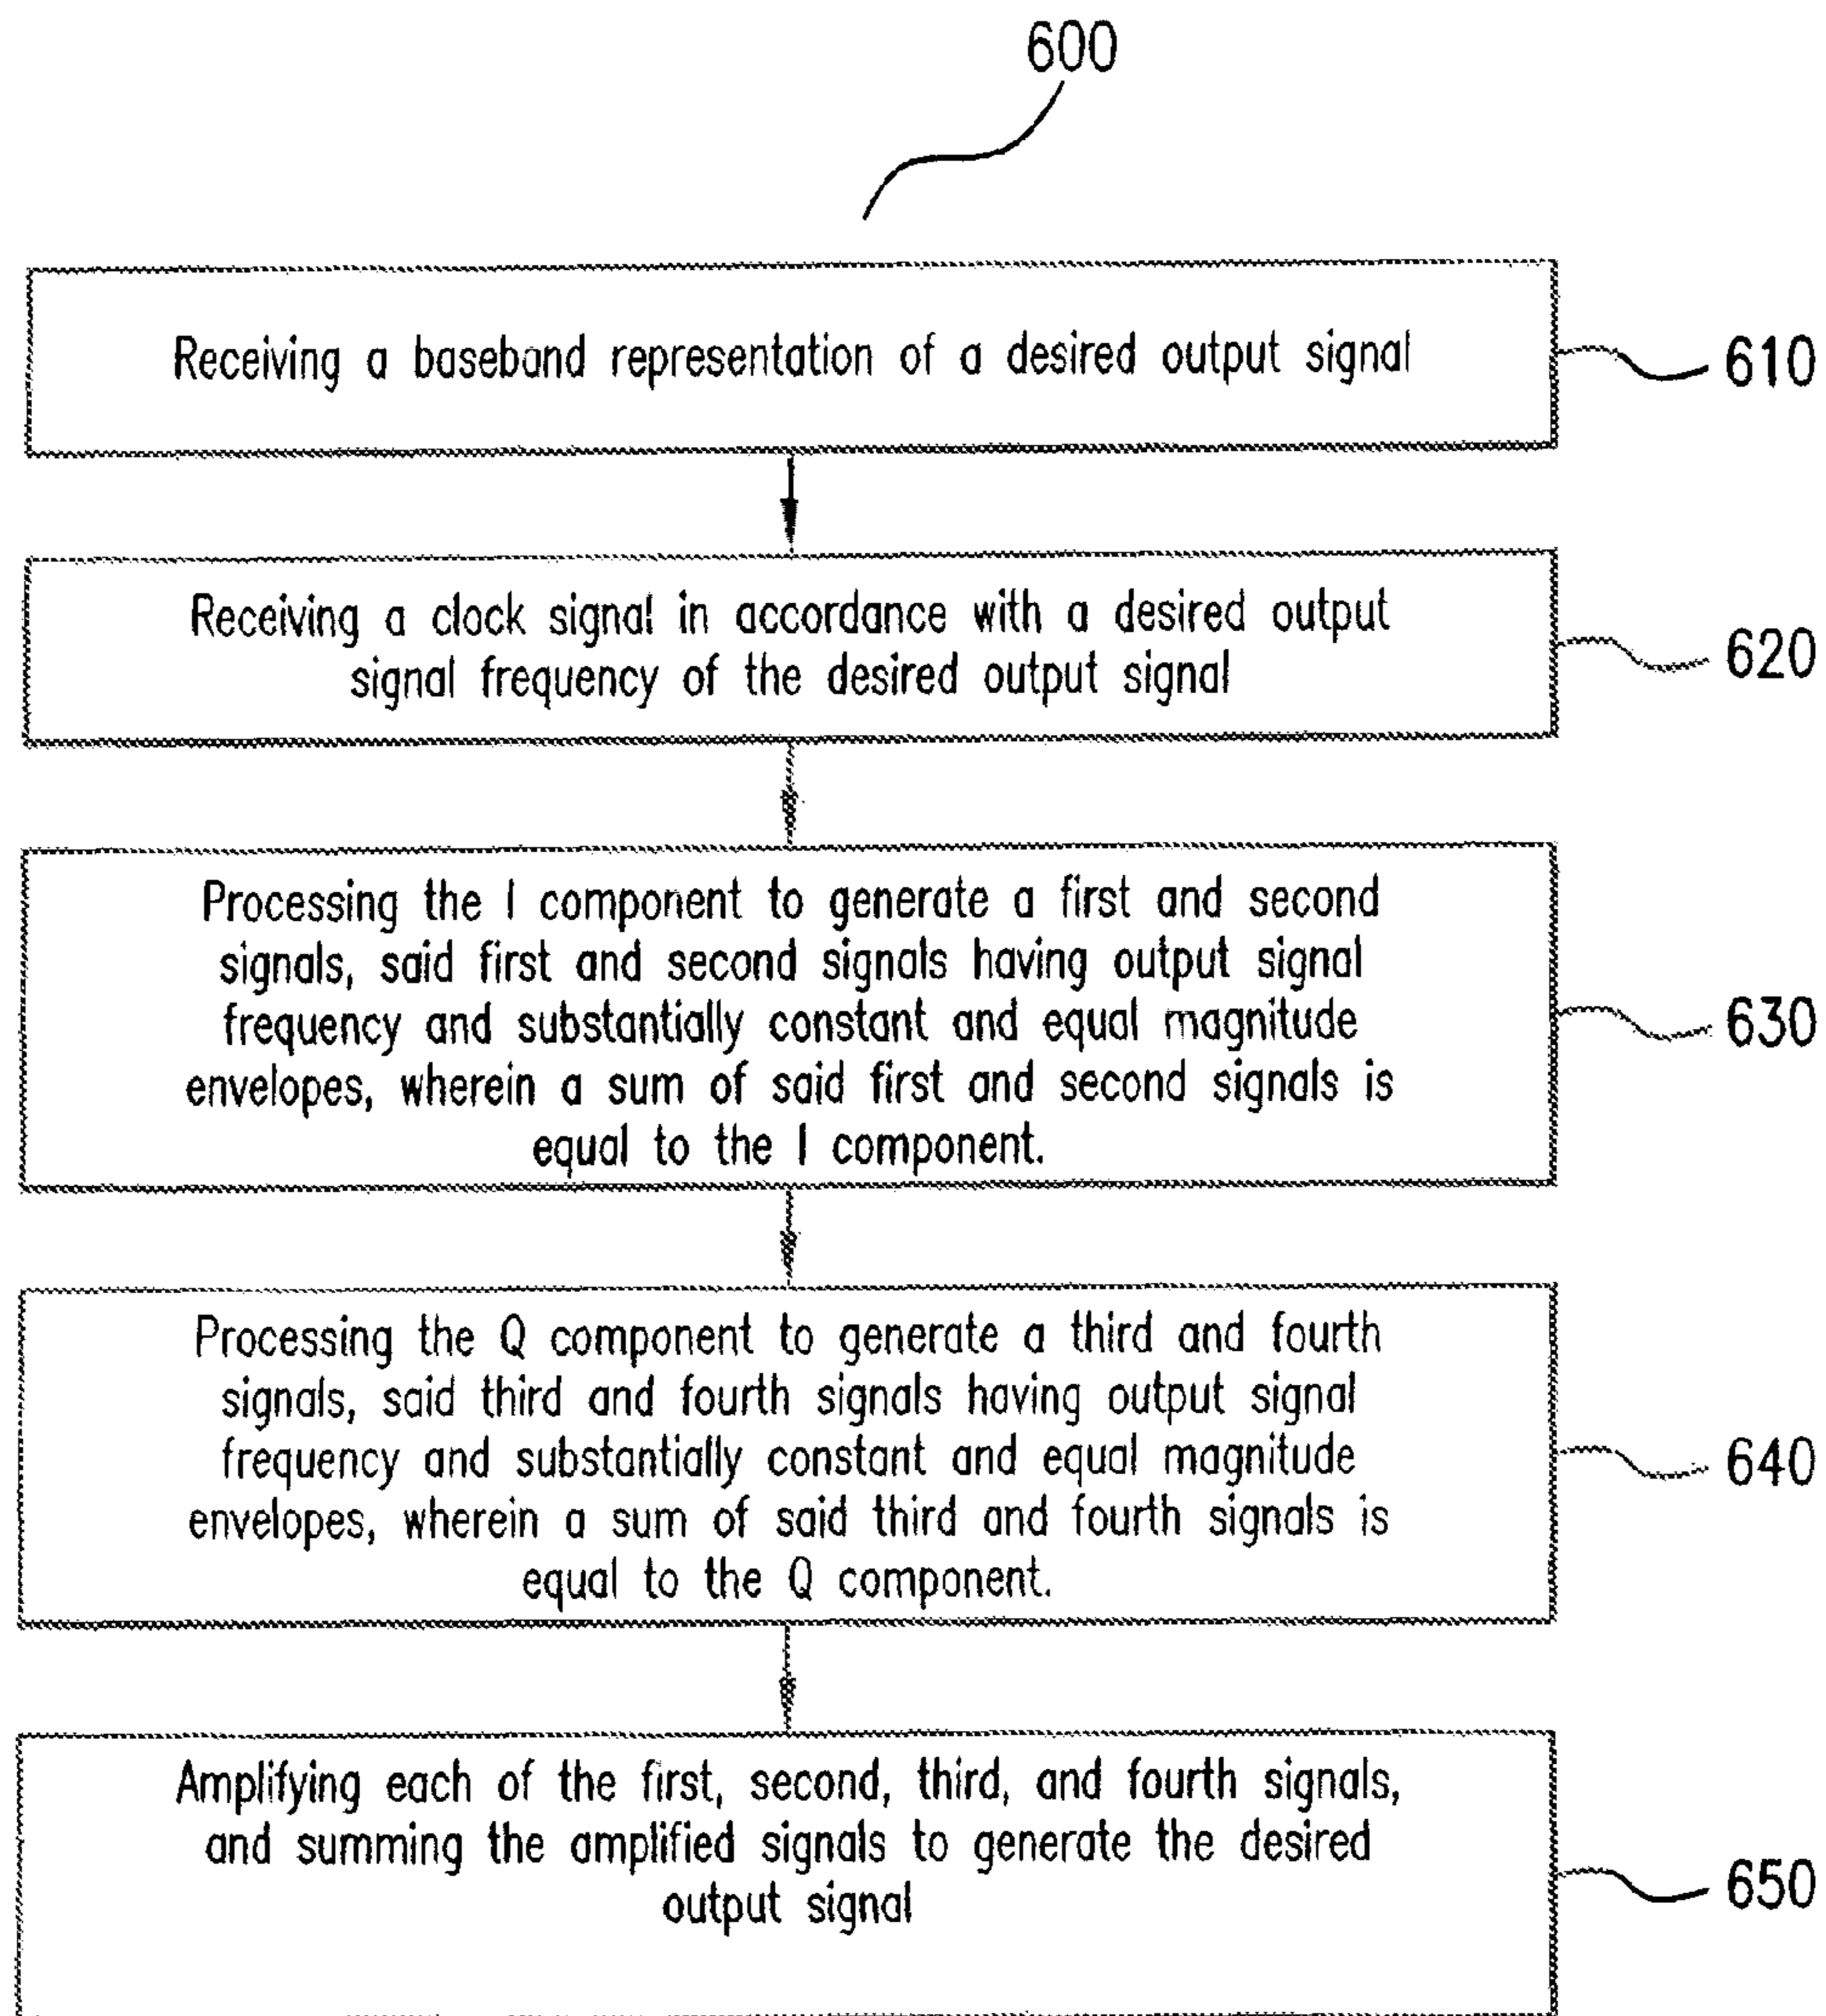 600
Receiving a baseband representation of a desired output signal
610
Receiving a clock signal in accordance with a desired output
signal frequency of the desired output signal
620
Processing the I component to generate a first and second
signals, said first and second signals having output signal
frequency and substantially constant and equal magnitude
envelopes, wherein a sum of said first and second signals is
equal to the I component.
630
Processing the Q component to generate a third and fourth
signals, said third and fourth signals having output signal
frequency and substantially constant and equal magnitude
envelopes, wherein a sum of said third and fourth signals is
equal to the Q component.
640
Amplifying each of the first, second, third, and fourth signals,
and summing the amplified signals to generate the desired
output signal
650